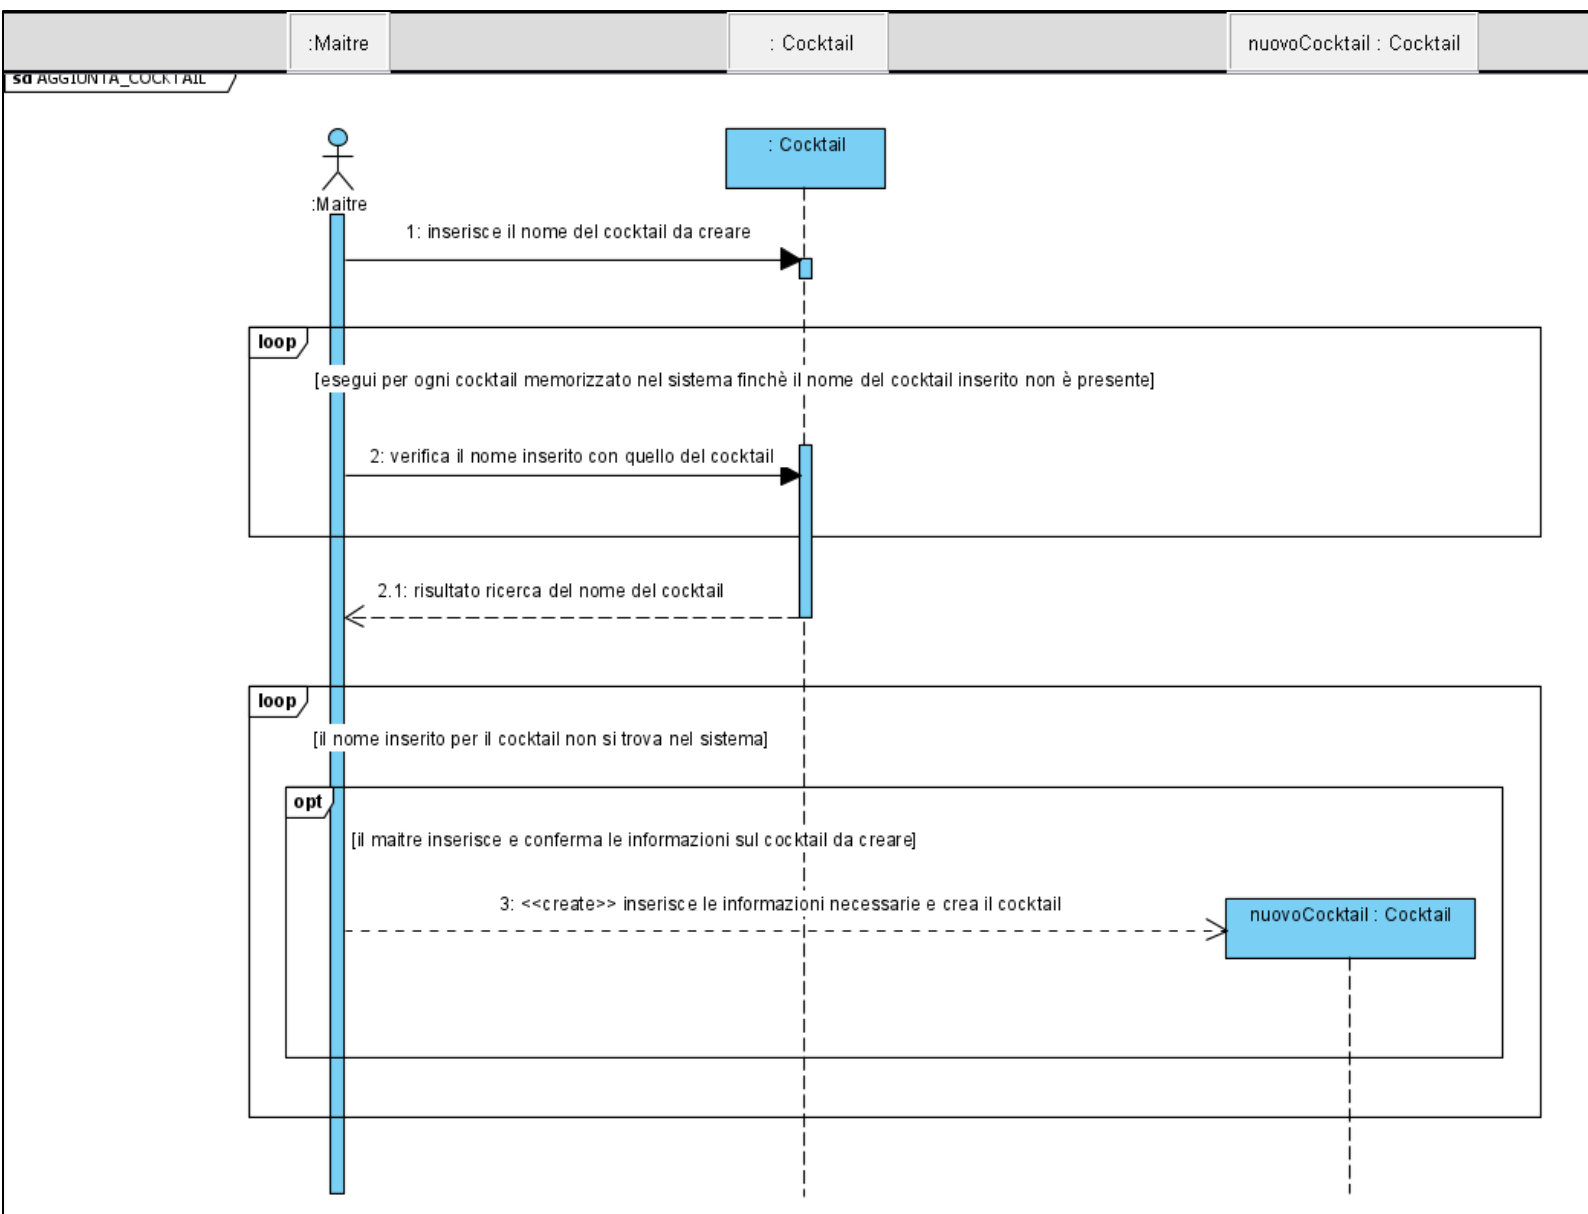 :Maitre
: Cocktail
nuovoCocktail : Cocktail
sd AGGIUNTA_COCKTAIL
: Cocktail
:Maitre
1: inserisce il nome del cocktail da creare
loop
[esegui per ogni cocktail memorizzato nel sistema finchè il nome del cocktail inserito non è presente]
2: verifica il nome inserito con quello del cocktail
2.1: risultato ricerca del nome del cocktail
loop
[il nome inserito per il cocktail non si trova nel sistema]
opt
[il maitre inserisce e conferma le informazioni sul cocktail da creare]
3: <<create>> inserisce le informazioni necessarie e crea il cocktail
nuovoCocktail : Cocktail